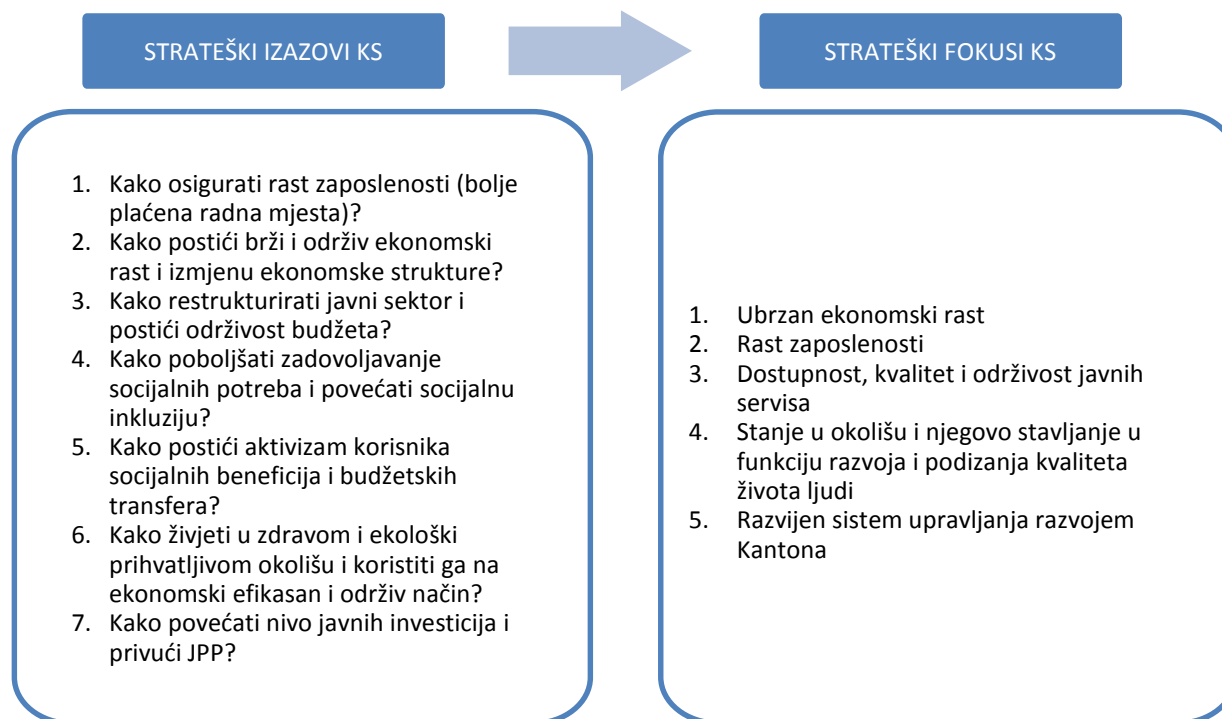 STRATEŠKI IZAZOVI KS
STRATEŠKI FOKUSI KS
1. Kako osigurati rast zaposlenosti (bolje
plaćena radna mjesta)?
2. Kako postići brži i održiv ekonomski
rast i izmjenu ekonomske strukture?
3. Kako restrukturirati javni sektor i
postići održivost budžeta?
4. Kako poboljšati zadovoljavanje
socijalnih potreba i povećati socijalnu
inkluziju?
5. Kako postići aktivizam korisnika
socijalnih beneficija i budžetskih
transfera?
6. Kako živjeti u zdravom i ekološki
prihvatljivom okolišu i koristiti ga na
ekonomski efikasan i održiv način?
7. Kako povećati nivo javnih investicija i
privući JPP?
1. Ubrzan ekonomski rast
2. Rast zaposlenosti
3. Dostupnost, kvalitet i održivost javnih
servisa
4. Stanje u okolišu i njegovo stavljanje u
funkciju razvoja i podizanja kvaliteta
života ljudi
5. Razvijen sistem upravljanja razvojem
Kantona